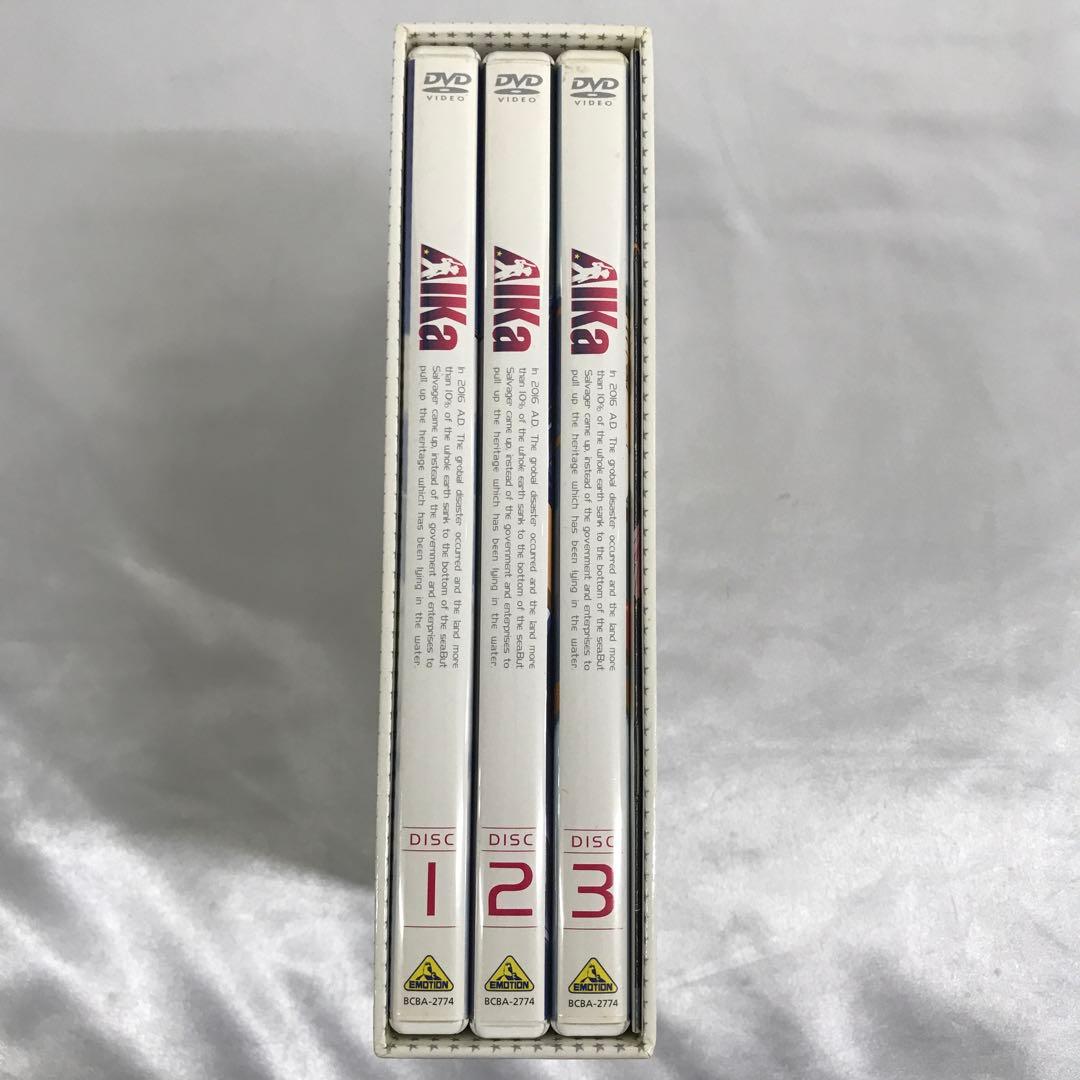 DVD
VIDEO
AIKa
In 2016 A.D. The grobal disaster occurred and the land more
than 10% of the whole earth sank to the bottom of the sea.But
Salvager came up, instead of the government and enterprises to
pull up the heritage which has been lying in the water.
DISC
1
EMOTION
BCBA-2774
DVD
VIDEO
AIKa
In 2016 A.D. The grobal disaster occurred and the land more
than 10% of the whole earth sank to the bottom of the sea.But
Salvager came up, instead of the government and enterprises to
pull up the heritage which has been lying in the water.
DISC
2
EMOTION
BCBA-2774
DVD
VIDEO
AIKa
In 2016 A.D. The grobal disaster occurred and the land more
than 10% of the whole earth sank to the bottom of the sea.But
Salvager came up, instead of the government and enterprises to
pull up the heritage which has been lying in the water.
DISC
3
EMOTION
BCBA-2774